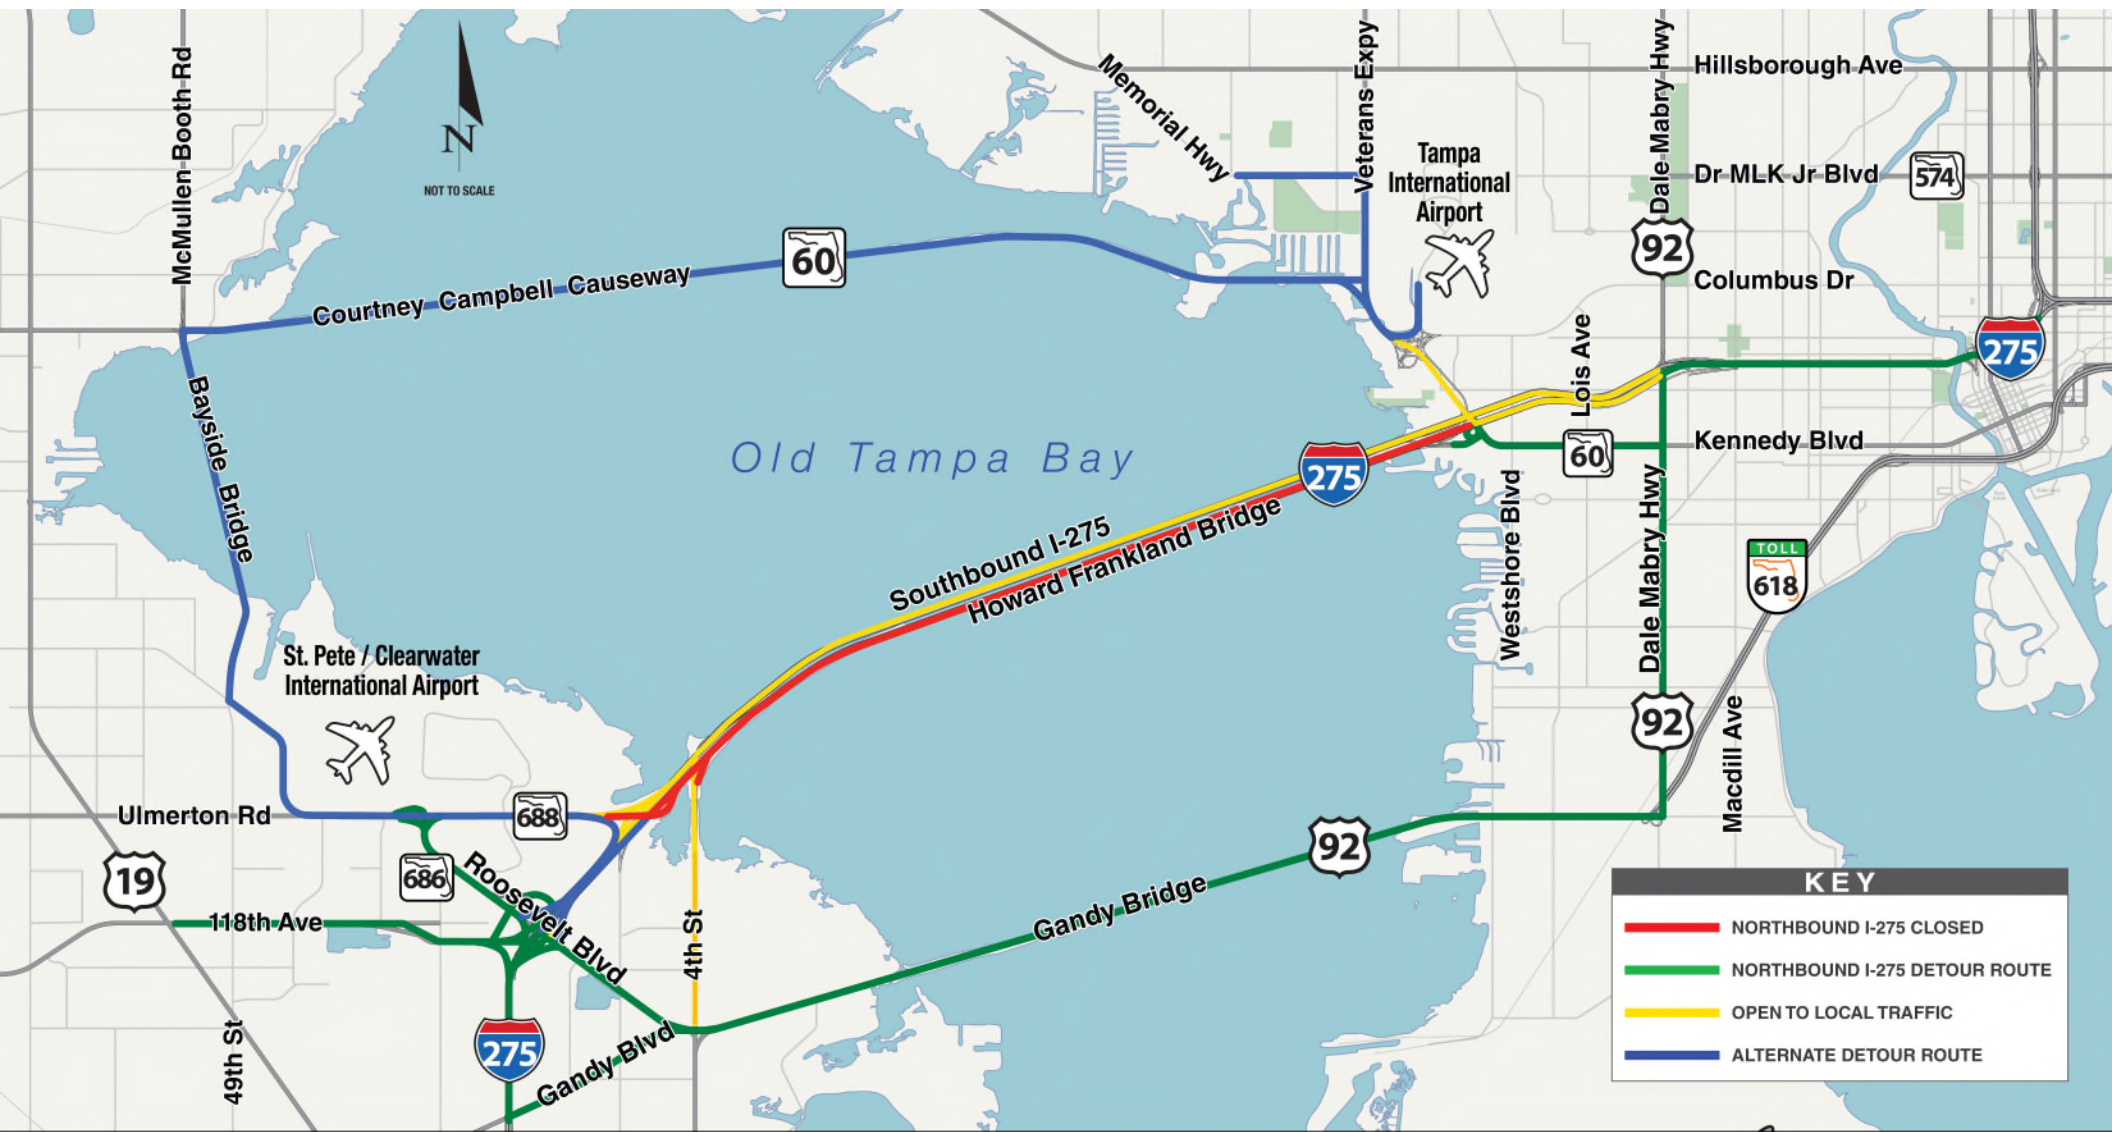 McMullen-Booth Rd
N
NOT TO SCALE
Memorial Hwy
Veterans Expy
Dale Mabry Hwy
Hillsborough Ave
Tampa
International
Airport
Dr MLK Jr Blvd
574
92
Columbus Dr
60
Courtney Campbell Causeway
Lois Ave
275
Bayside Bridge
Old Tampa Bay
275
60
Kennedy Blvd
Westshore Blvd
Dale Mabry Hwy
Southbound I-275
Howard Frankland Bridge
TOLL
618
St. Pete / Clearwater
International Airport
92
Macdill Ave
Ulmerton Rd
688
19
686
Roosevelt Blvd
92
118th Ave
4th St
Gandy Bridge
49th St
275
Gandy Blvd
KEY
NORTHBOUND I-275 CLOSED
NORTHBOUND I-275 DETOUR ROUTE
OPEN TO LOCAL TRAFFIC
ALTERNATE DETOUR ROUTE